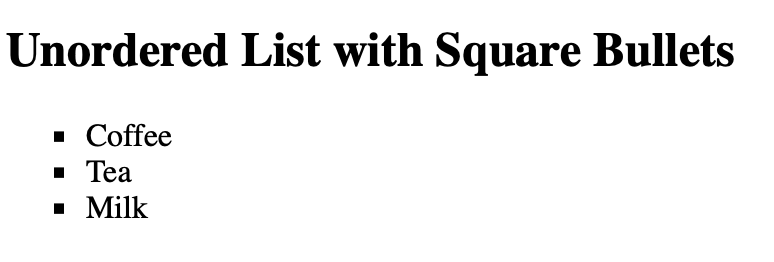 Unordered List with Square Bullets
▪ Coffee
▪ Tea
▪ Milk